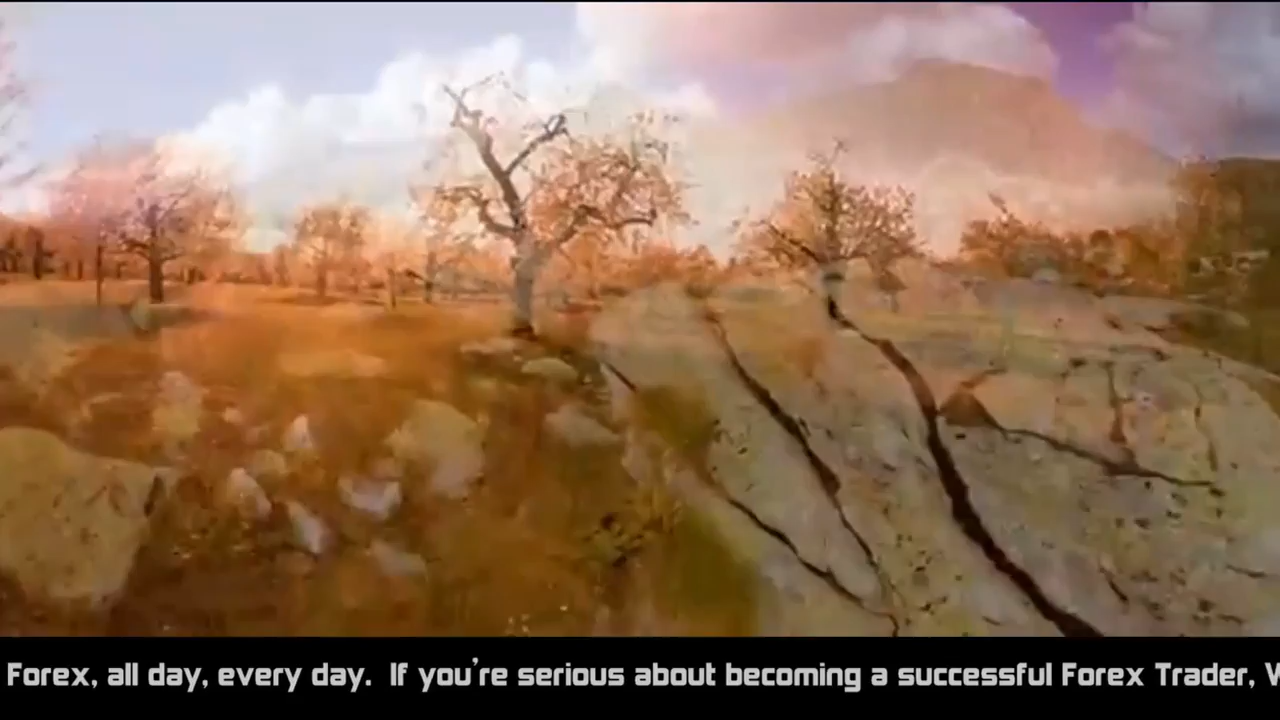 Forex, all day, every day. If you're serious about becoming a successful Forex Trader,